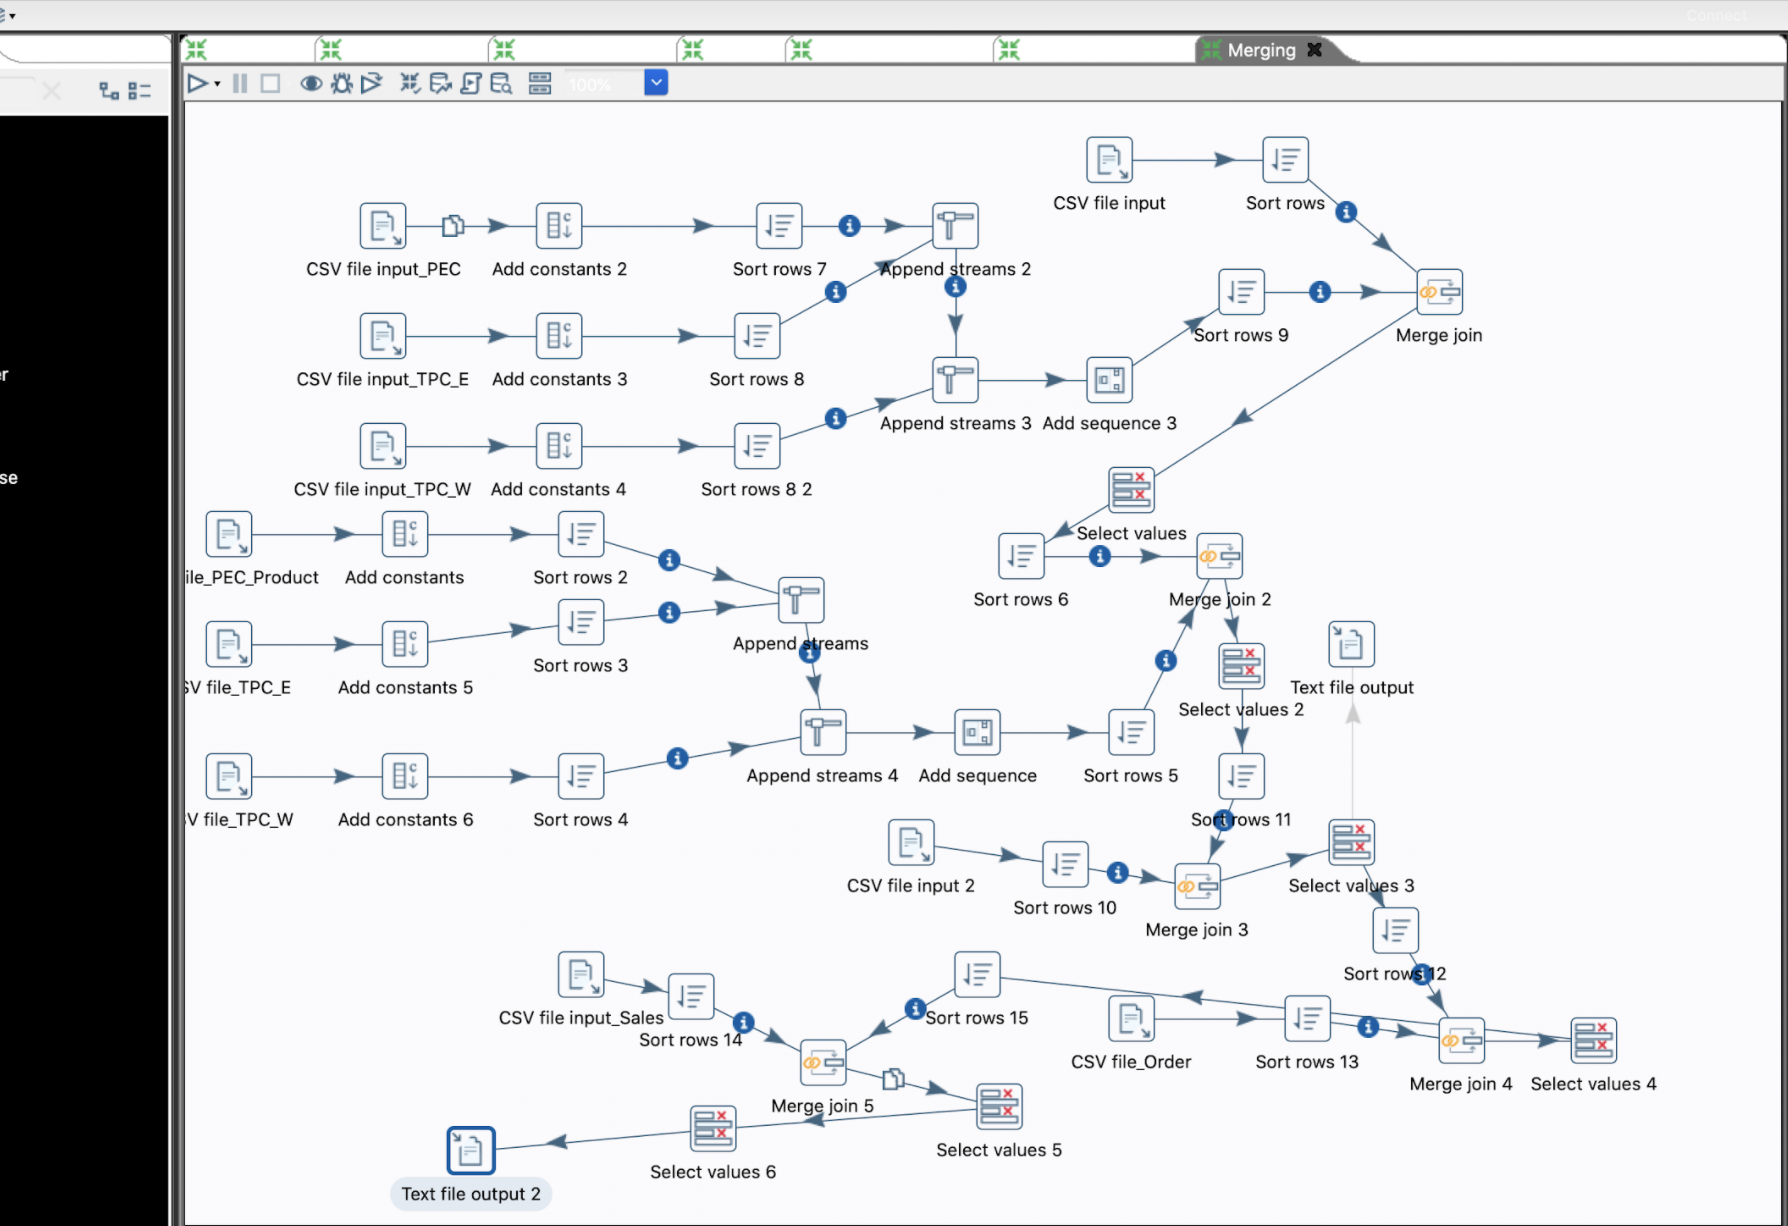 Connect
Merging
100%
er
se
CSV file input
Sort rows
CSV file input_PEC
Add constants 2
Sort rows 7
Append streams 2
Sort rows 9
Merge join
CSV file input_TPC_E
Add constants 3
Sort rows 8
Append streams 3
Add sequence 3
CSV file input_TPC_W
Add constants 4
Sort rows 8 2
Select values
ile_PEC_Product
Add constants
Sort rows 2
Sort rows 6
Merge join 2
Append streams
Sort rows 3
SV file_TPC_E
Add constants 5
Text file output
Select values 2
Append streams 4
Add sequence
Sort rows 5
SV file_TPC_W
Add constants 6
Sort rows 4
Sort rows 11
CSV file input 2
Sort rows 10
Merge join 3
Select values 3
Sort rows 12
CSV file input_Sales
Sort rows 14
Sort rows 15
CSV file_Order
Sort rows 13
Merge join 4
Select values 4
Merge join 5
Select values 5
Select values 6
Text file output 2